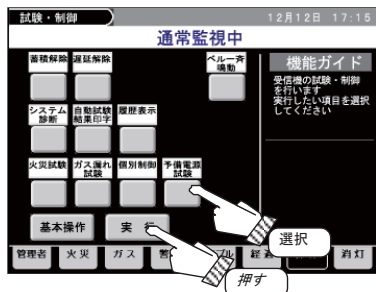 試験・制御
12月12日 17:15
通常監視中
蓄積解除 遅延解除
ベル一斉
鳴動
機能ガイド
受信機の試験・制御
を行います
実行したい項目を選択
してください
システム
診断
自動試験
結果印字
履歴表示
火災試験
ガス漏れ
試験
個別制御
予備電源
試験
基本操作
実 行
選択
押す
管理者 火 災 ガ ス 消 灯